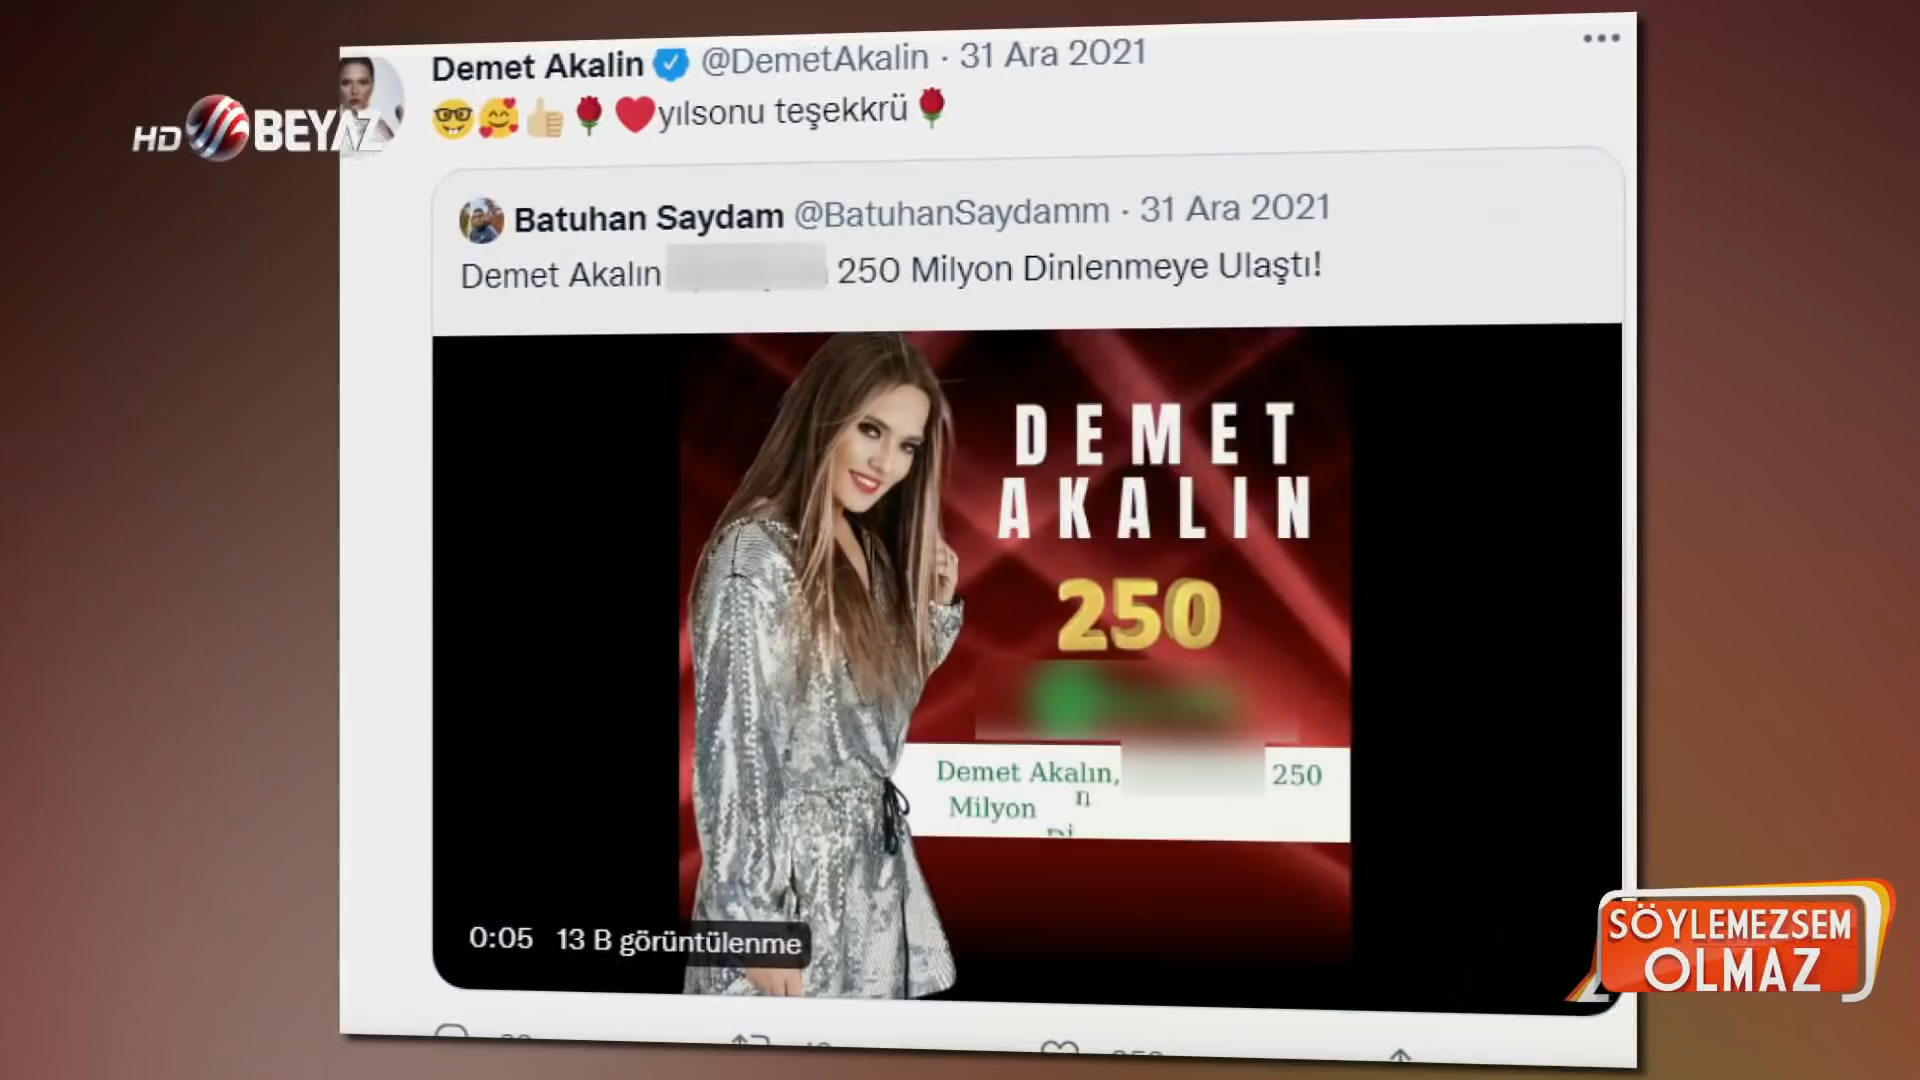 Demet Akalin @DemetAkalin · 31 Ara 2021
🤓🥰👍🌹❤️yılsonu teşekkrü🌹
HD BEYAZ
Batuhan Saydam @BatuhanSaydamm · 31 Ara 2021
Demet Akalın 250 Milyon Dinlenmeye Ulaştı!
DEMET
AKALIN
250
Demet Akalın, 250
Milyon n
0:05 13 B görüntülenme
SÖYLEMEZSEM
OLMAZ